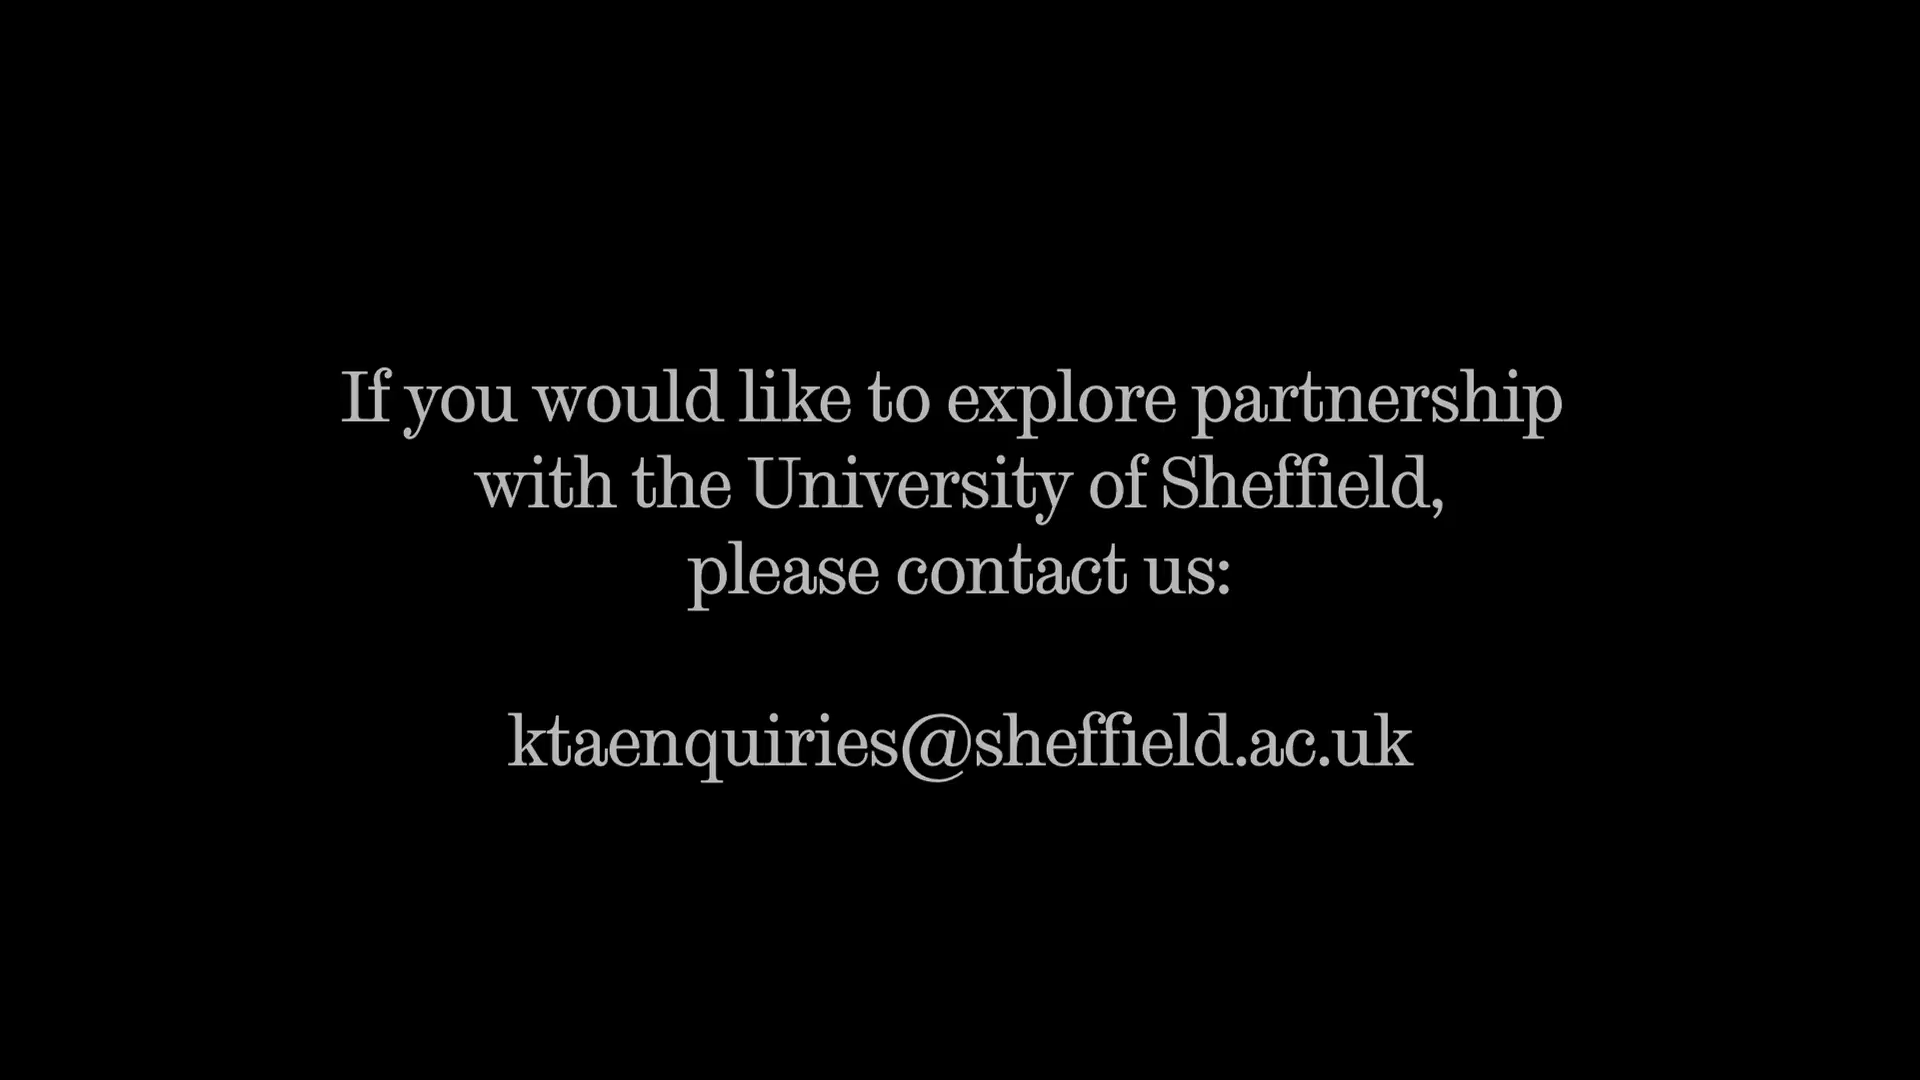 If you would like to explore partnership
with the University of Sheffield,
please contact us:
ktaenquiries@sheffield.ac.uk